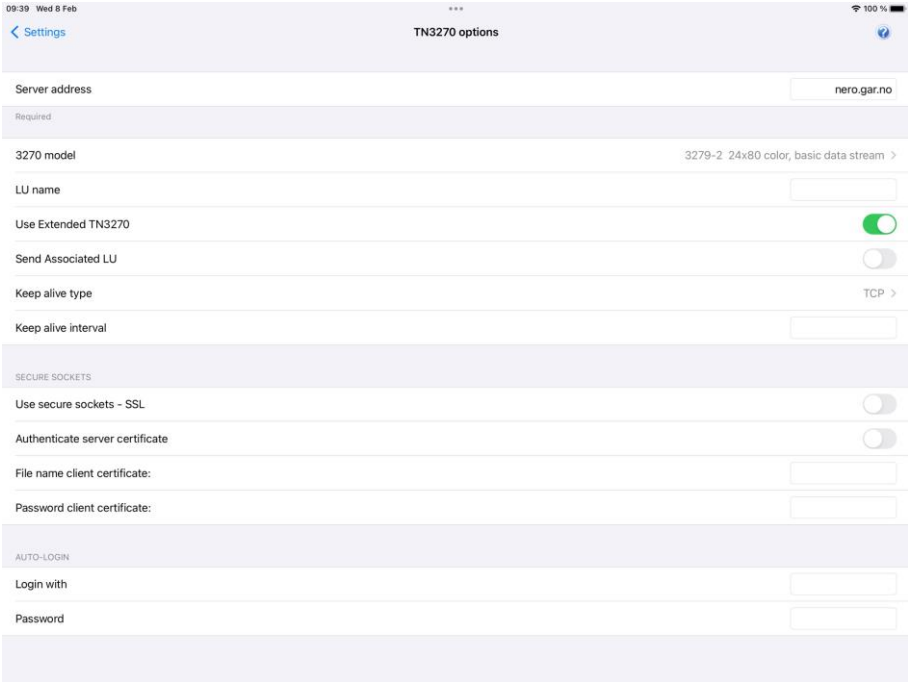 09:39 Wed 8 Feb
100 %
Settings
TN3270 options
?
Server address
nero.gar.no
Required
3270 model
3279-2 24x80 color, basic data stream
LU name
Use Extended TN3270
Send Associated LU
Keep alive type
TCP
Keep alive interval
SECURE SOCKETS
Use secure sockets - SSL
Authenticate server certificate
File name client certificate:
Password client certificate:
AUTO-LOGIN
Login with
Password